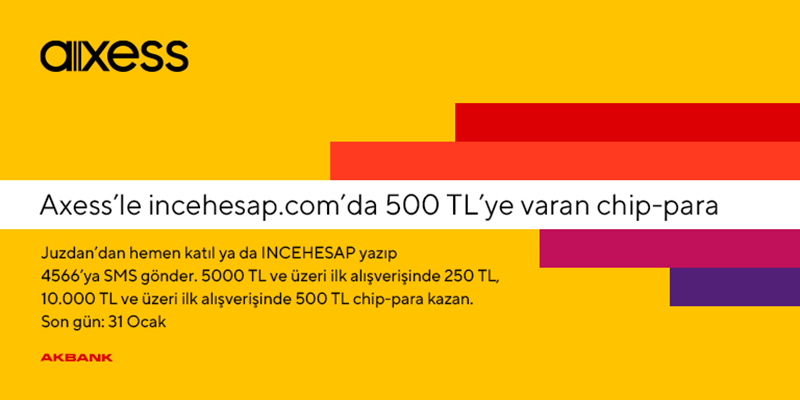 axess
Axess'le incehesap.com'da 500 TL'ye varan chip-para
Juzdan'dan hemen katıl ya da INCEHESAP yazıp
4566'ya SMS gönder. 5000 TL ve üzeri ilk alışverişinde 250 TL,
10.000 TL ve üzeri ilk alışverişinde 500 TL chip-para kazan.
Son gün: 31 Ocak
AKBANK